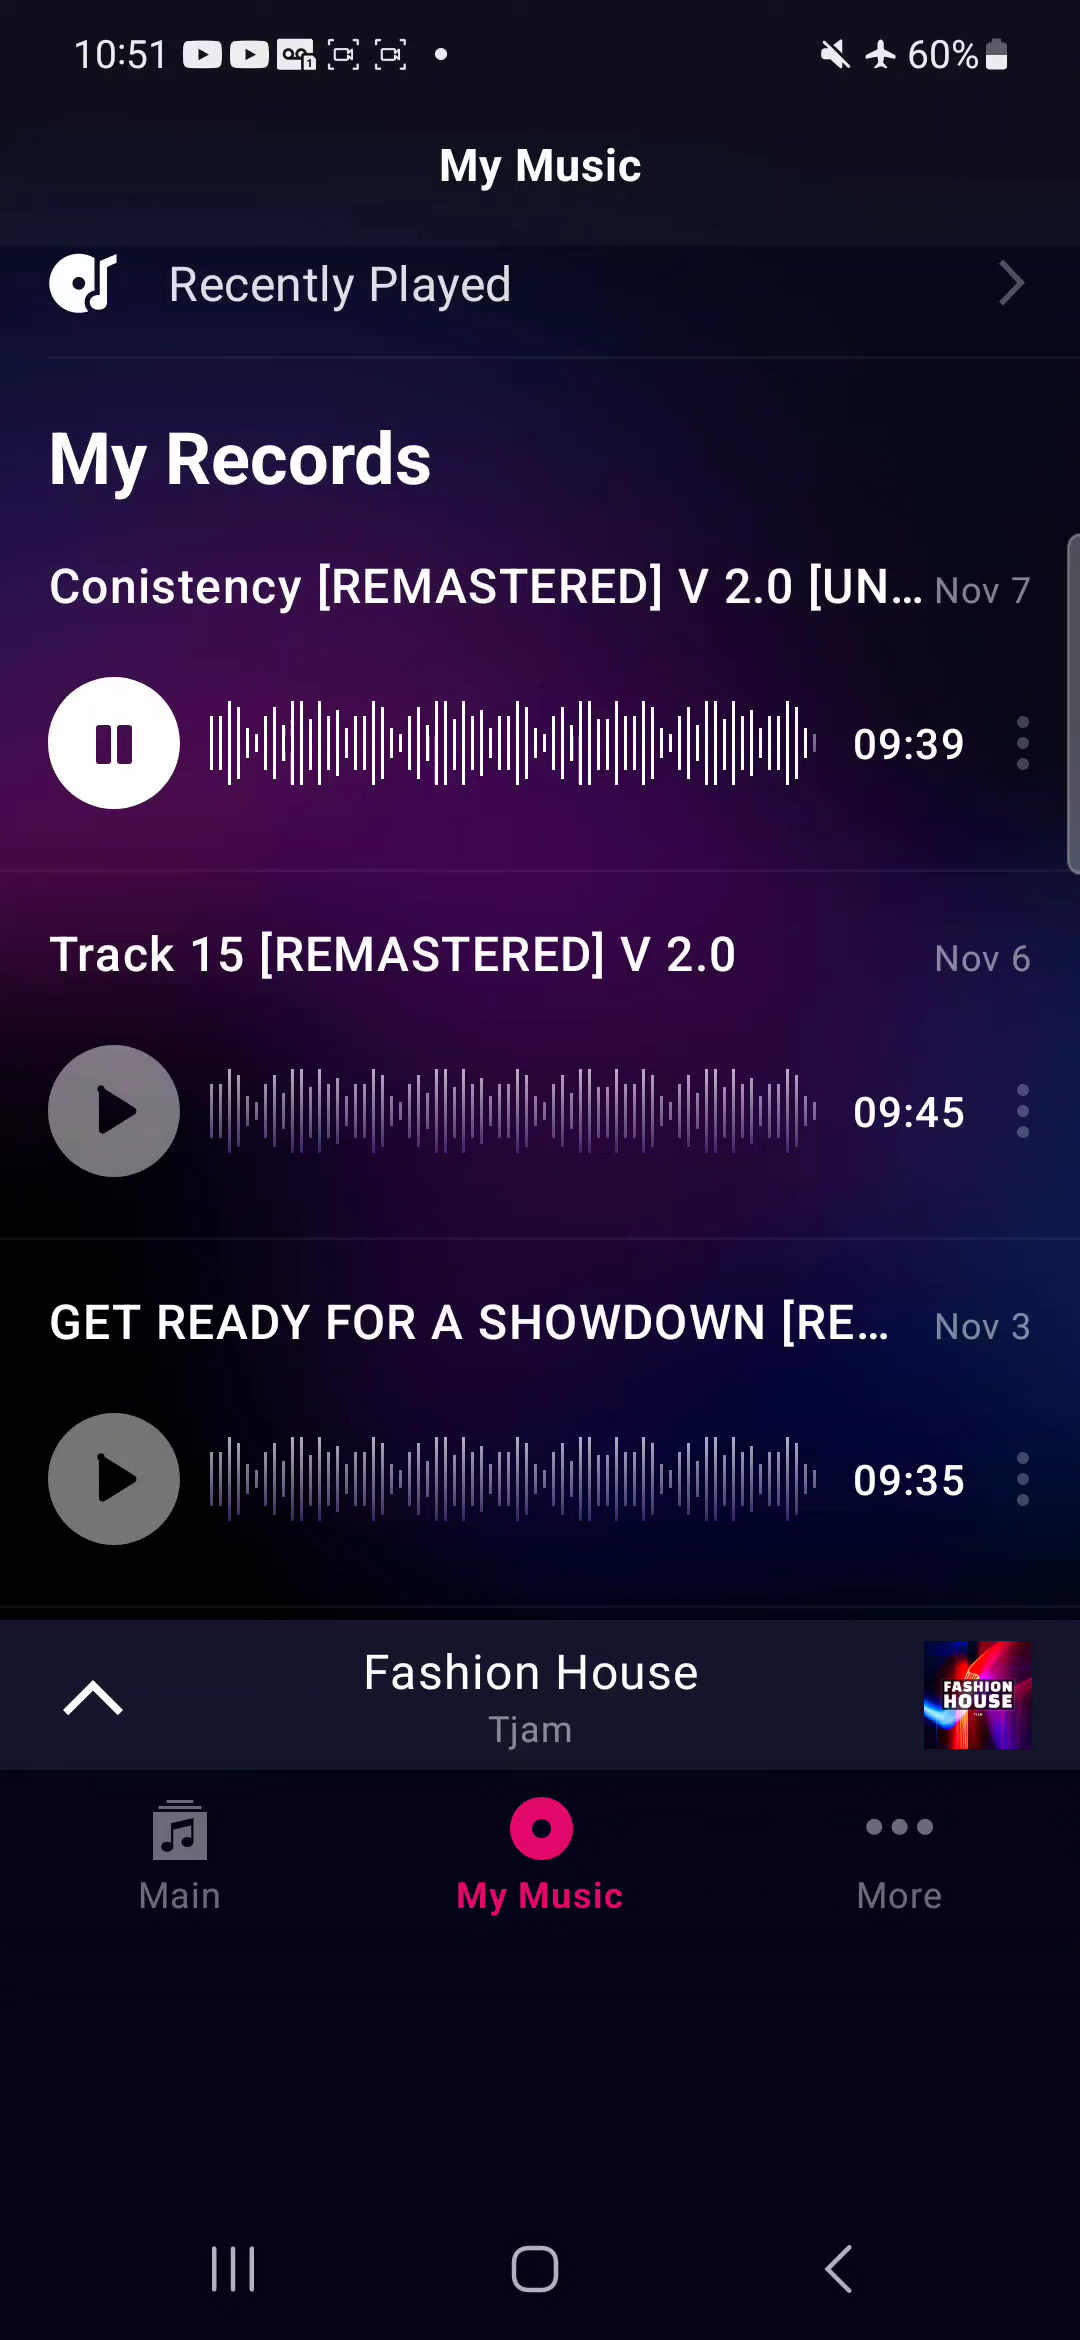 10:51
60%
My Music
Recently Played
My Records
Conistency [REMASTERED] V 2.0 [UN... Nov 7
09:39
Track 15 [REMASTERED] V 2.0 Nov 6
09:45
GET READY FOR A SHOWDOWN [RE... Nov 3
09:35
Fashion House
Tjam
FASHION
HOUSE
Main
My Music
More